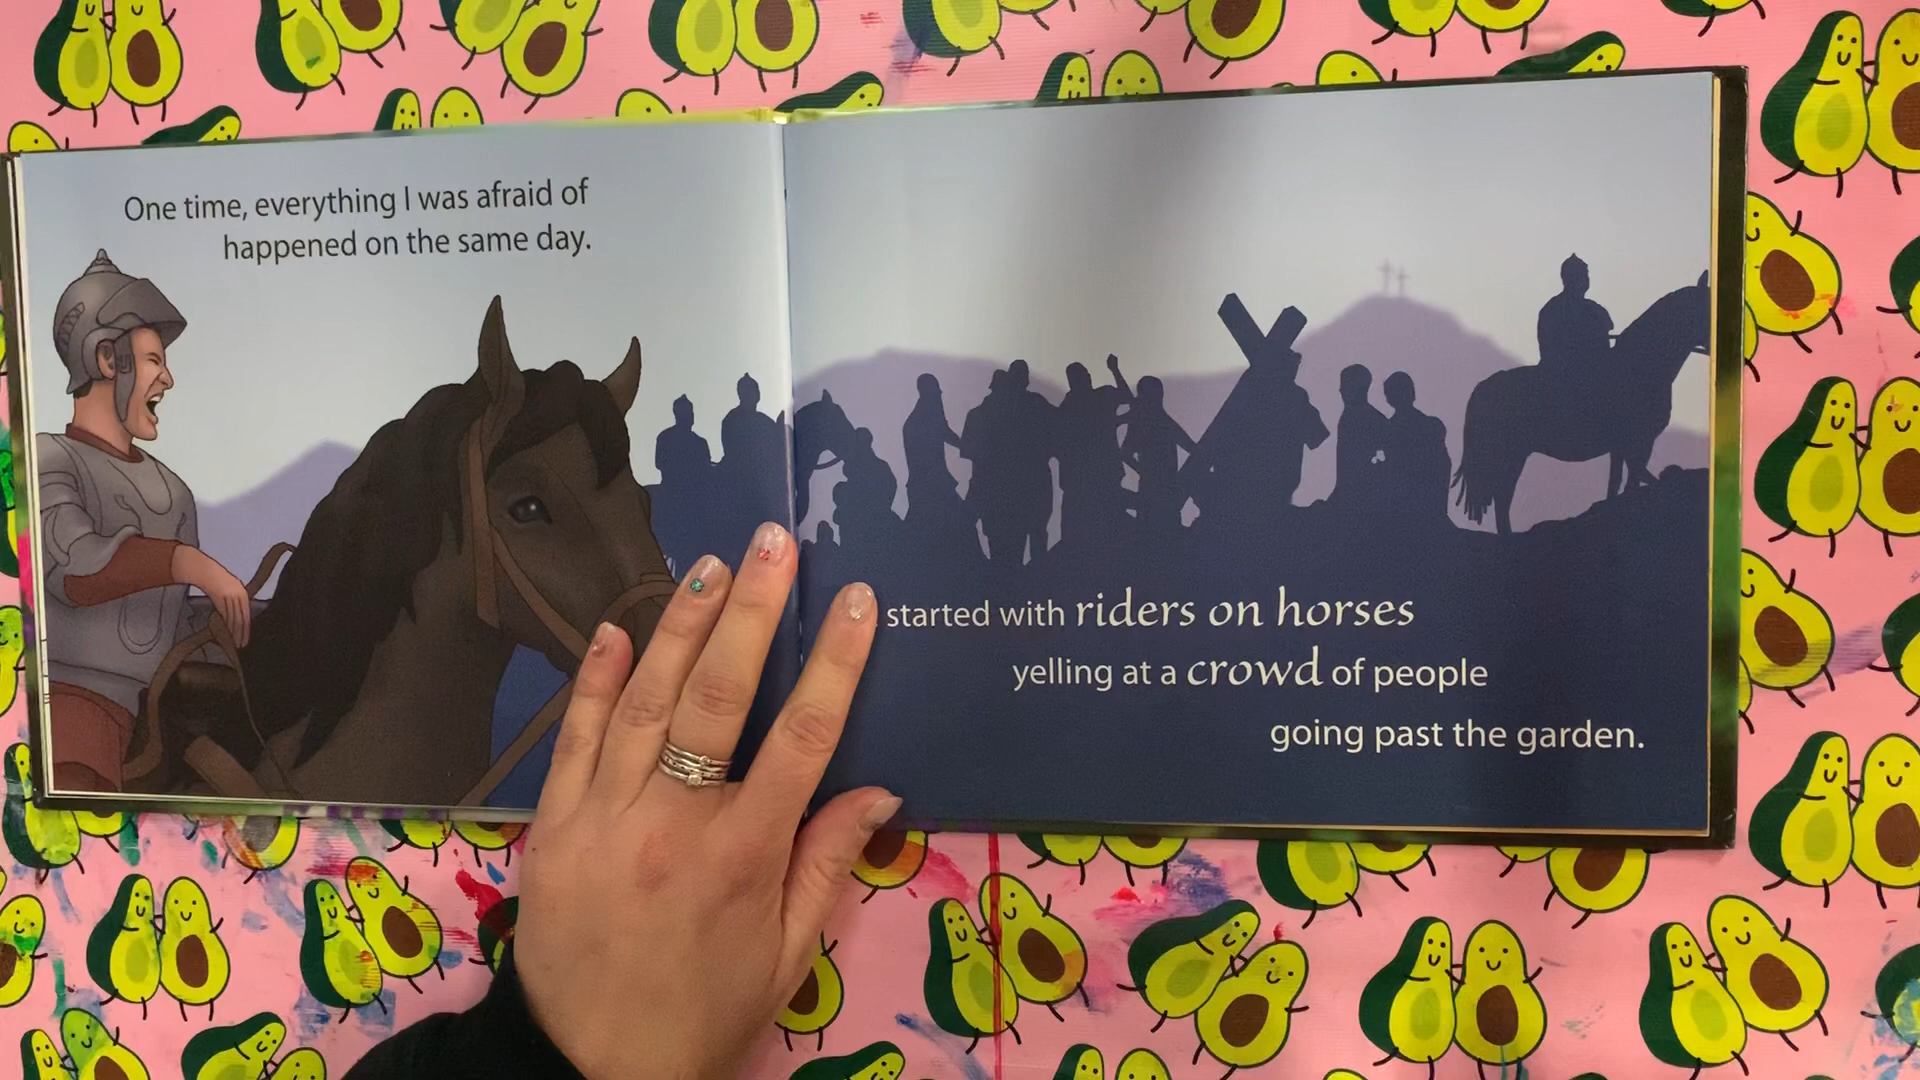 One time, everything I was afraid of
happened on the same day.
started with riders on horses
yelling at a crowd of people
going past the garden.